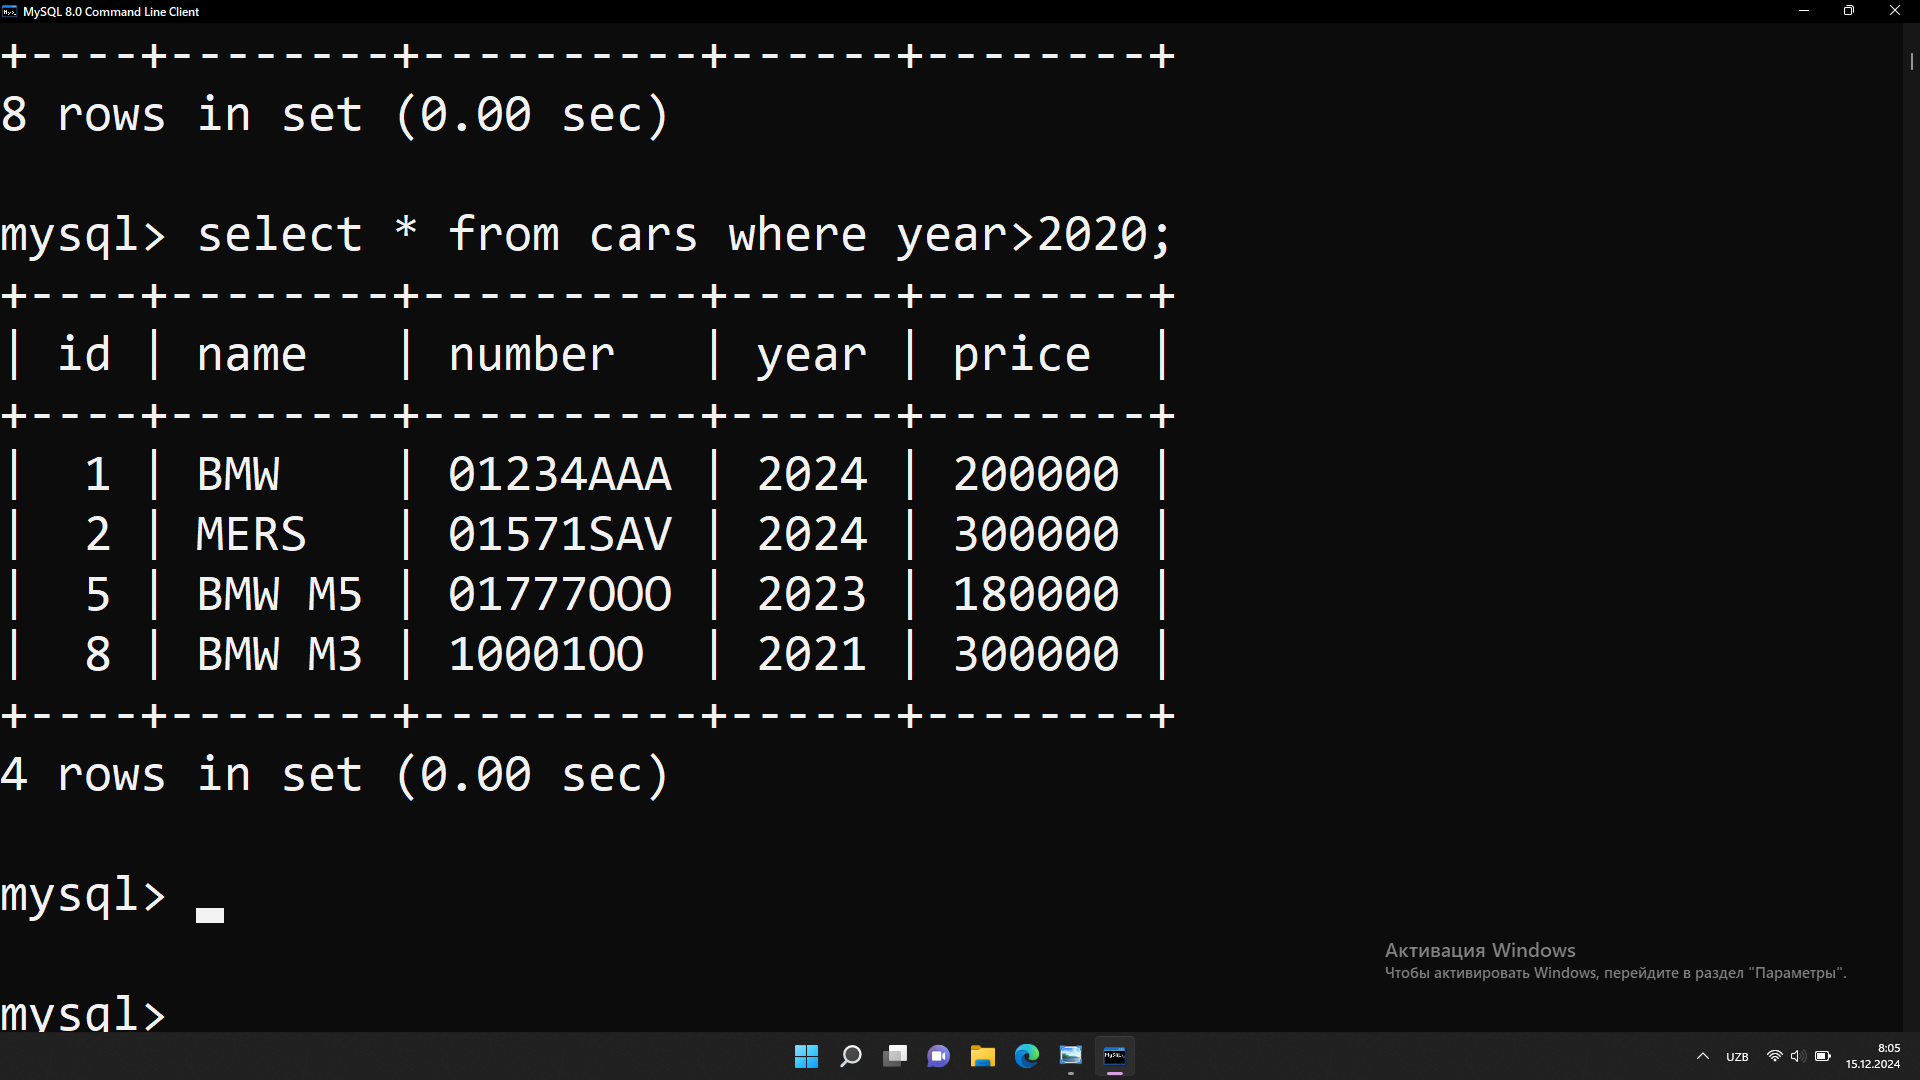 MySQL 8.0 Command Line Client
+----+--------+----------+------+--------+
8 rows in set (0.00 sec)
mysql> select * from cars where year>2020;
+----+--------+----------+------+--------+
| id | name   | number   | year | price  |
+----+--------+----------+------+--------+
|  1 | BMW    | 01234AAA | 2024 | 200000 |
|  2 | MERS   | 01571SAV | 2024 | 300000 |
|  5 | BMW M5 | 01777OOO | 2023 | 180000 |
|  8 | BMW M3 | 10001OO  | 2021 | 300000 |
+----+--------+----------+------+--------+
4 rows in set (0.00 sec)
mysql> _
mysql>
Активация Windows
Чтобы активировать Windows, перейдите в раздел "Параметры".
UZB
8:05
15.12.2024